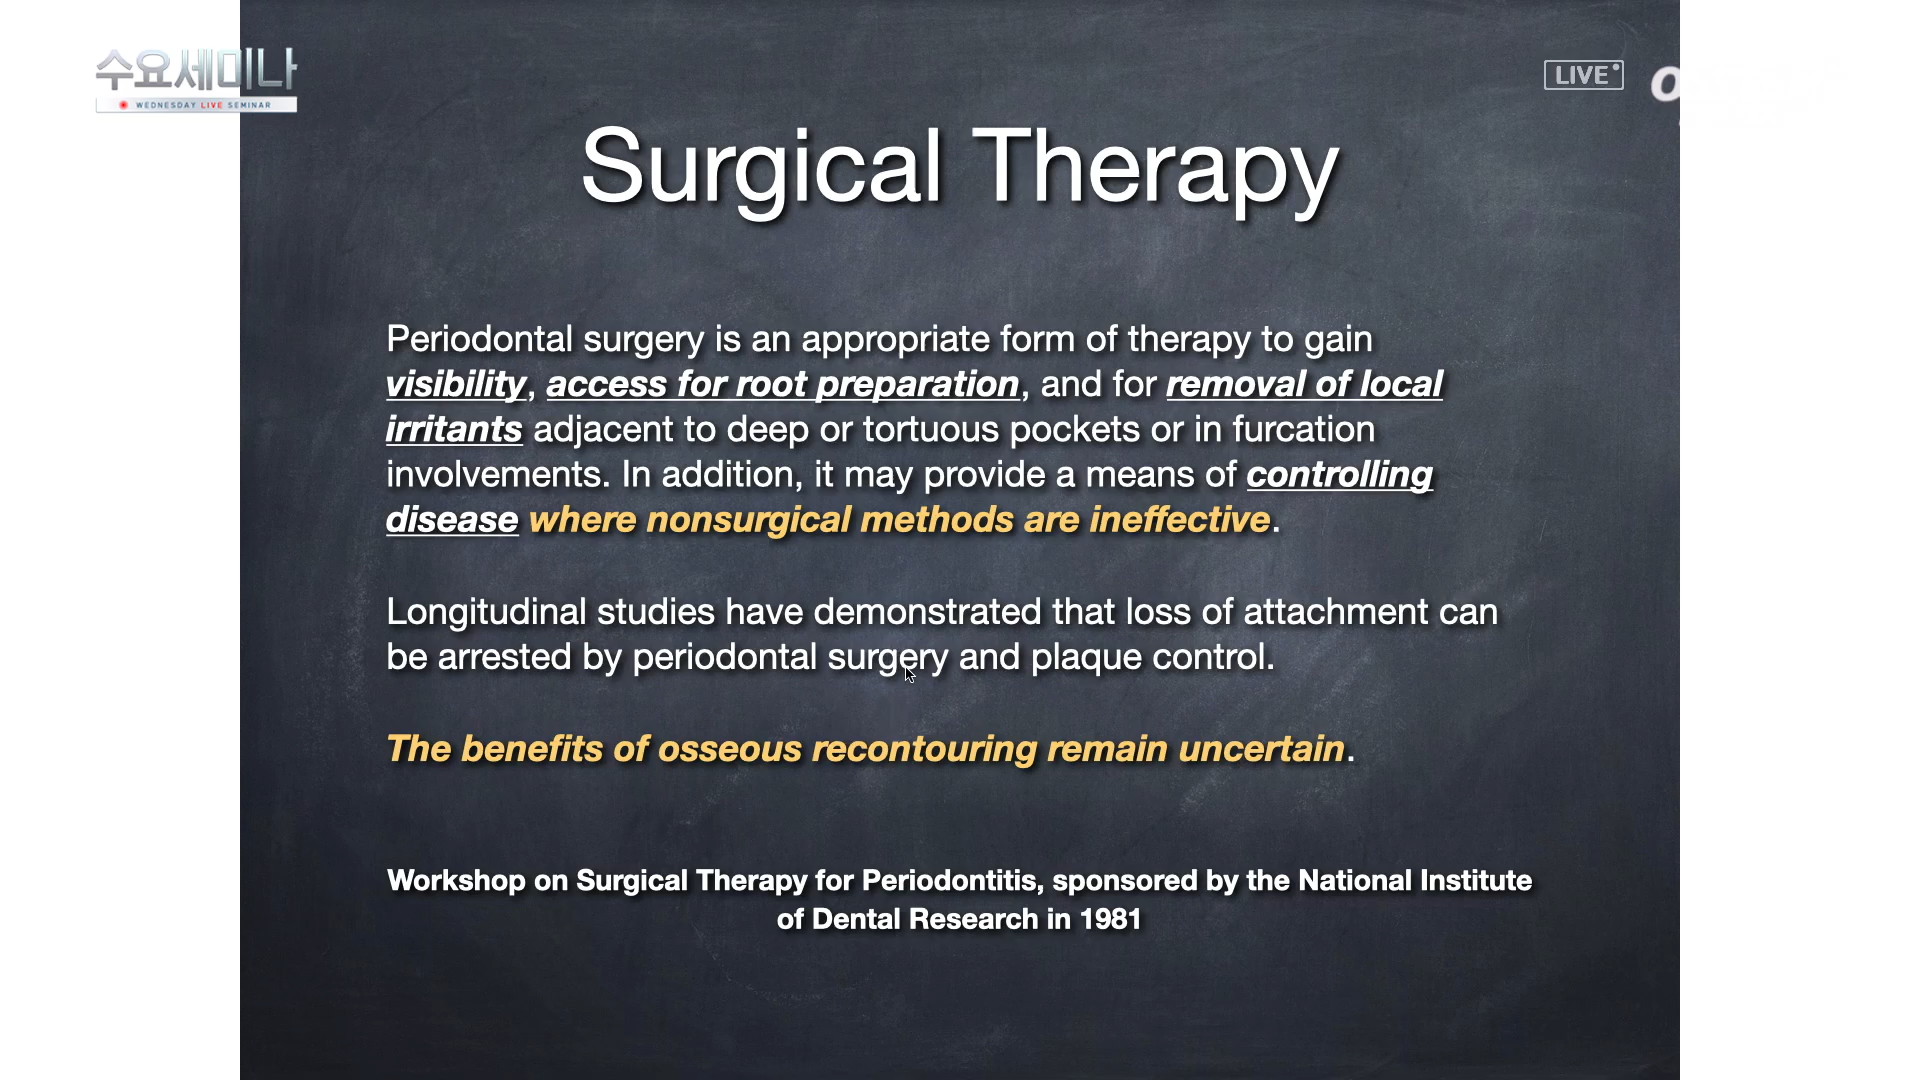 수요세미나
WEDNESDAY LIVE SEMINAR
LIVE
Surgical Therapy
Periodontal surgery is an appropriate form of therapy to gain
visibility, access for root preparation, and for removal of local
irritants adjacent to deep or tortuous pockets or in furcation
involvements. In addition, it may provide a means of controlling
disease where nonsurgical methods are ineffective.
Longitudinal studies have demonstrated that loss of attachment can
be arrested by periodontal surgery and plaque control.
The benefits of osseous recontouring remain uncertain.
Workshop on Surgical Therapy for Periodontitis, sponsored by the National Institute
of Dental Research in 1981